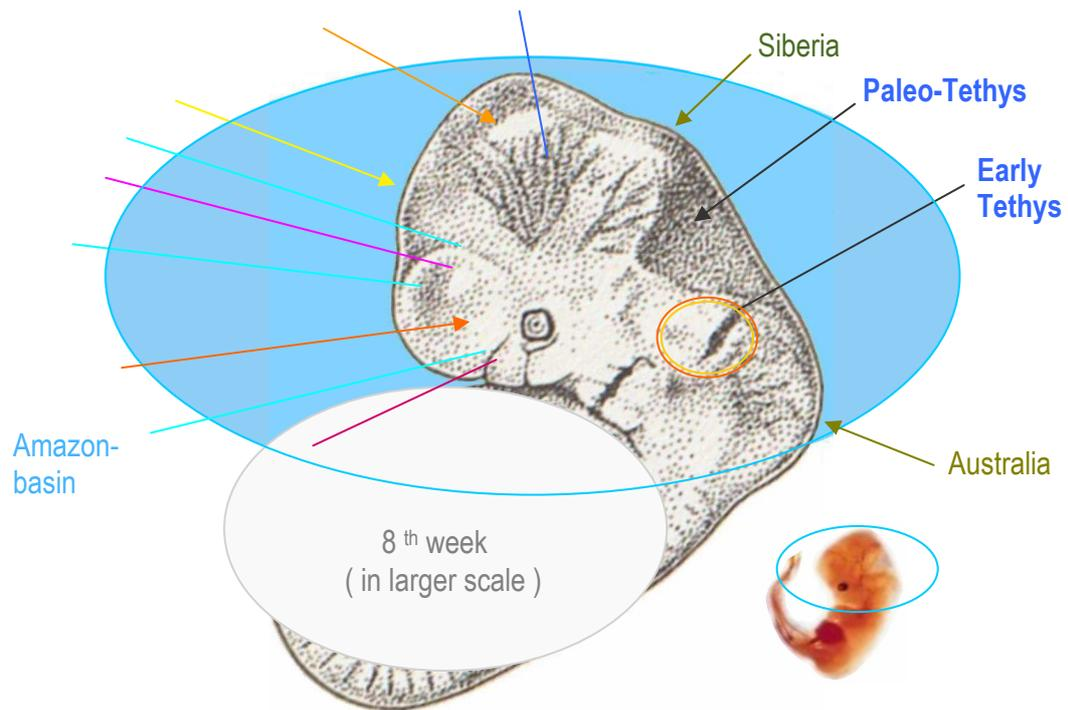 Siberia
Paleo-Tethys
Early
Tethys
Amazon-
basin
Australia
8 th week
( in larger scale )